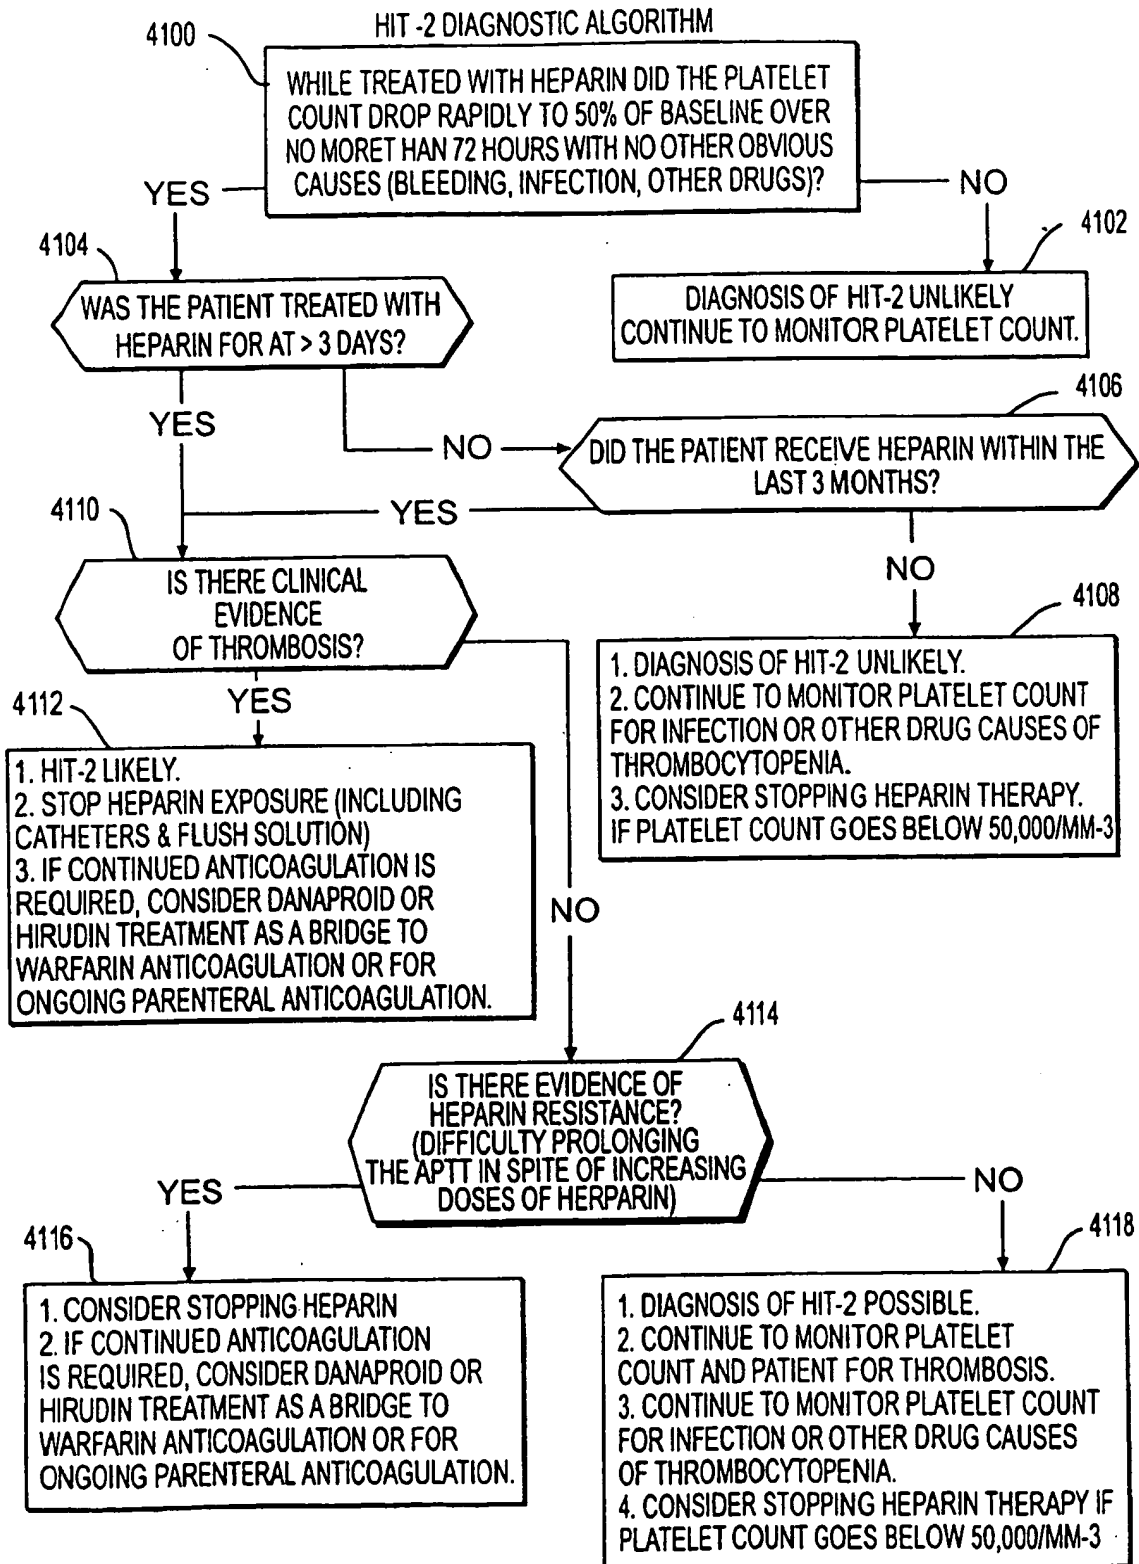 HIT -2 DIAGNOSTIC ALGORITHM
4100
WHILE TREATED WITH HEPARIN DID THE PLATELET
COUNT DROP RAPIDLY TO 50% OF BASELINE OVER
NO MORET HAN 72 HOURS WITH NO OTHER OBVIOUS
CAUSES (BLEEDING, INFECTION, OTHER DRUGS)?
YES
NO
4104
WAS THE PATIENT TREATED WITH
HEPARIN FOR AT > 3 DAYS?
4102
DIAGNOSIS OF HIT-2 UNLIKELY
CONTINUE TO MONITOR PLATELET COUNT.
YES
NO
4106
DID THE PATIENT RECEIVE HEPARIN WITHIN THE
LAST 3 MONTHS?
YES
NO
4110
IS THERE CLINICAL
EVIDENCE
OF THROMBOSIS?
4108
1. DIAGNOSIS OF HIT-2 UNLIKELY.
2. CONTINUE TO MONITOR PLATELET COUNT
FOR INFECTION OR OTHER DRUG CAUSES OF
THROMBOCYTOPENIA.
3. CONSIDER STOPPING HEPARIN THERAPY.
IF PLATELET COUNT GOES BELOW 50,000/MM-3
YES
4112
1. HIT-2 LIKELY.
2. STOP HEPARIN EXPOSURE (INCLUDING
CATHETERS & FLUSH SOLUTION)
3. IF CONTINUED ANTICOAGULATION IS
REQUIRED, CONSIDER DANAPROID OR
HIRUDIN TREATMENT AS A BRIDGE TO
WARFARIN ANTICOAGULATION OR FOR
ONGOING PARENTERAL ANTICOAGULATION.
NO
4114
IS THERE EVIDENCE OF
HEPARIN RESISTANCE?
(DIFFICULTY PROLONGING
THE APTT IN SPITE OF INCREASING
DOSES OF HERPARIN)
YES
NO
4116
1. CONSIDER STOPPING HEPARIN
2. IF CONTINUED ANTICOAGULATION
IS REQUIRED, CONSIDER DANAPROID OR
HIRUDIN TREATMENT AS A BRIDGE TO
WARFARIN ANTICOAGULATION OR FOR
ONGOING PARENTERAL ANTICOAGULATION.
4118
1. DIAGNOSIS OF HIT-2 POSSIBLE.
2. CONTINUE TO MONITOR PLATELET
COUNT AND PATIENT FOR THROMBOSIS.
3. CONTINUE TO MONITOR PLATELET COUNT
FOR INFECTION OR OTHER DRUG CAUSES
OF THROMBOCYTOPENIA.
4. CONSIDER STOPPING HEPARIN THERAPY IF
PLATELET COUNT GOES BELOW 50,000/MM-3